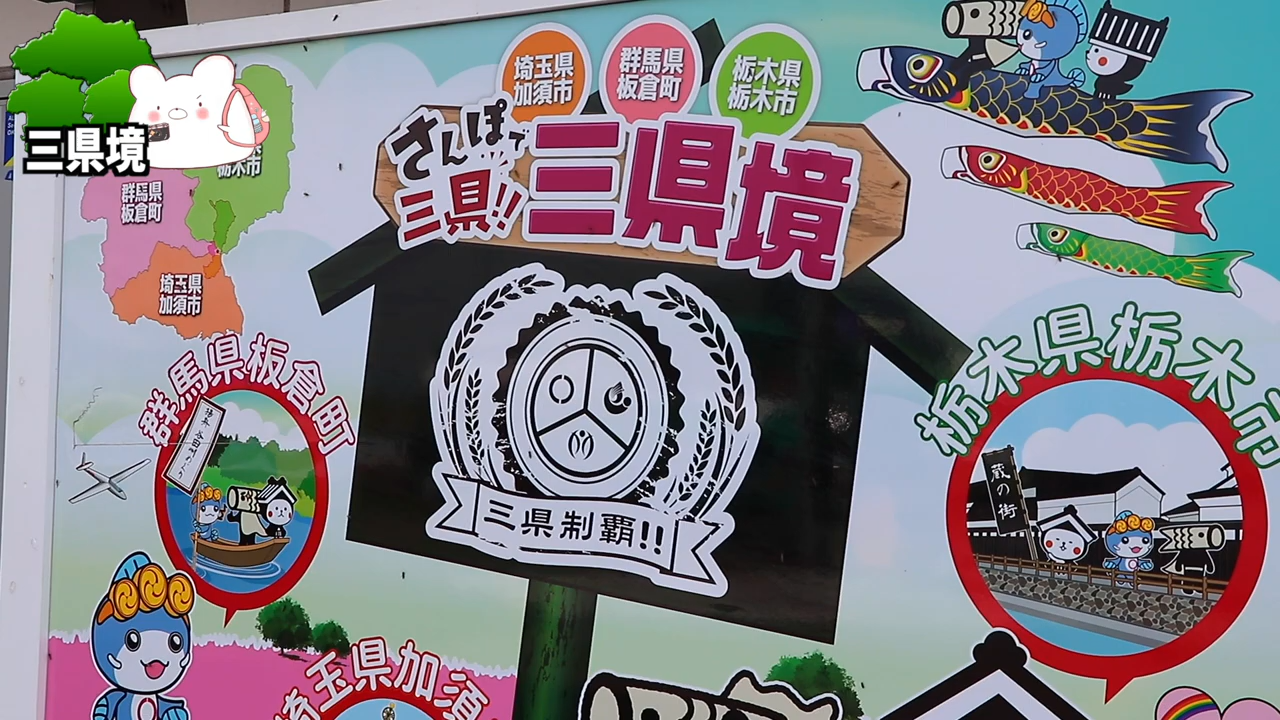 埼玉県
加須市
群馬県
板倉町
栃木県
栃木市
さんぽで
三県!!
三県境
三県境
栃木市
群馬県
板倉町
埼玉県
加須市
群馬県板倉町
栃木県栃木市
蔵の街
三県制覇!!
埼玉県加須